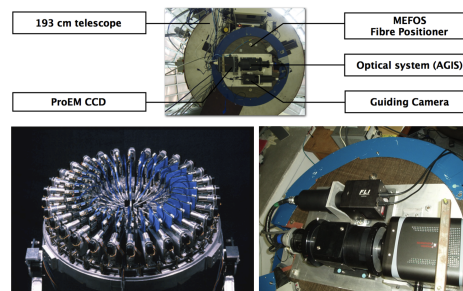 193 cm telescope
MEFOS
Fibre Positioner
Optical system (AGIS)
ProEM CCD
Guiding Camera
FLI